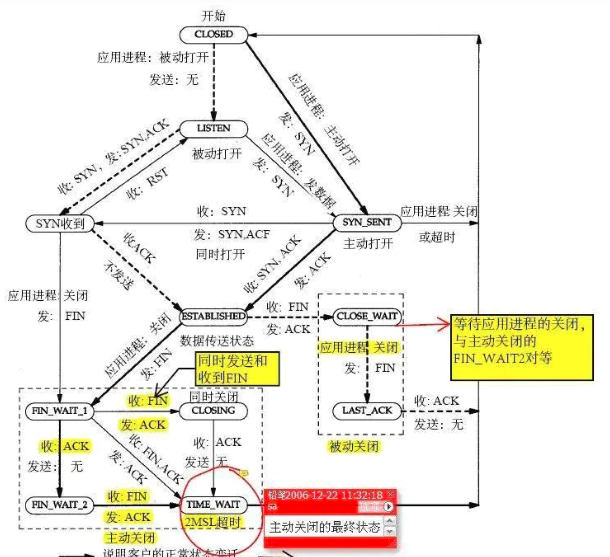 开始
CLOSED
应用进程：被动打开
发送：无
应用进程：主动打开
发：SYN
LISTEN
被动打开
收: SYN，发: SYN,ACK
收：RST
应用进程：发数据
发：SYN
SYN收到
收：SYN
发：SYN,ACF
同时打开
SYN_SENT
主动打开
应用进程 关闭
或超时
收ACK
不发送
收: SYN, ACK
发：ACK
应用进程: 关闭
发： FIN
ESTABLISHED
数据传送状态
收: FIN
发: ACK
CLOSE_WAIT
等待应用进程的关闭，
与主动关闭的
FIN_WAIT2对等
应用进程 关闭
发： FIN
应用进程：关闭
发: FIN
同时发送和
收到FIN
LAST_ACK
收: ACK
发送：无
被动关闭
FIN_WAIT_1
收: FIN
发: ACK
同时关闭
CLOSING
收: ACK
发送： 无
收: FIN,ACK
发：ACK
收：ACK
发送 无
FIN_WAIT_2
收: FIN
发: ACK
主动关闭
TIME_WAIT
2MSL超时
铅笔2006-12-22 11:32:18
sa
主动关闭的最终状态
说明客户的正常状态变迁